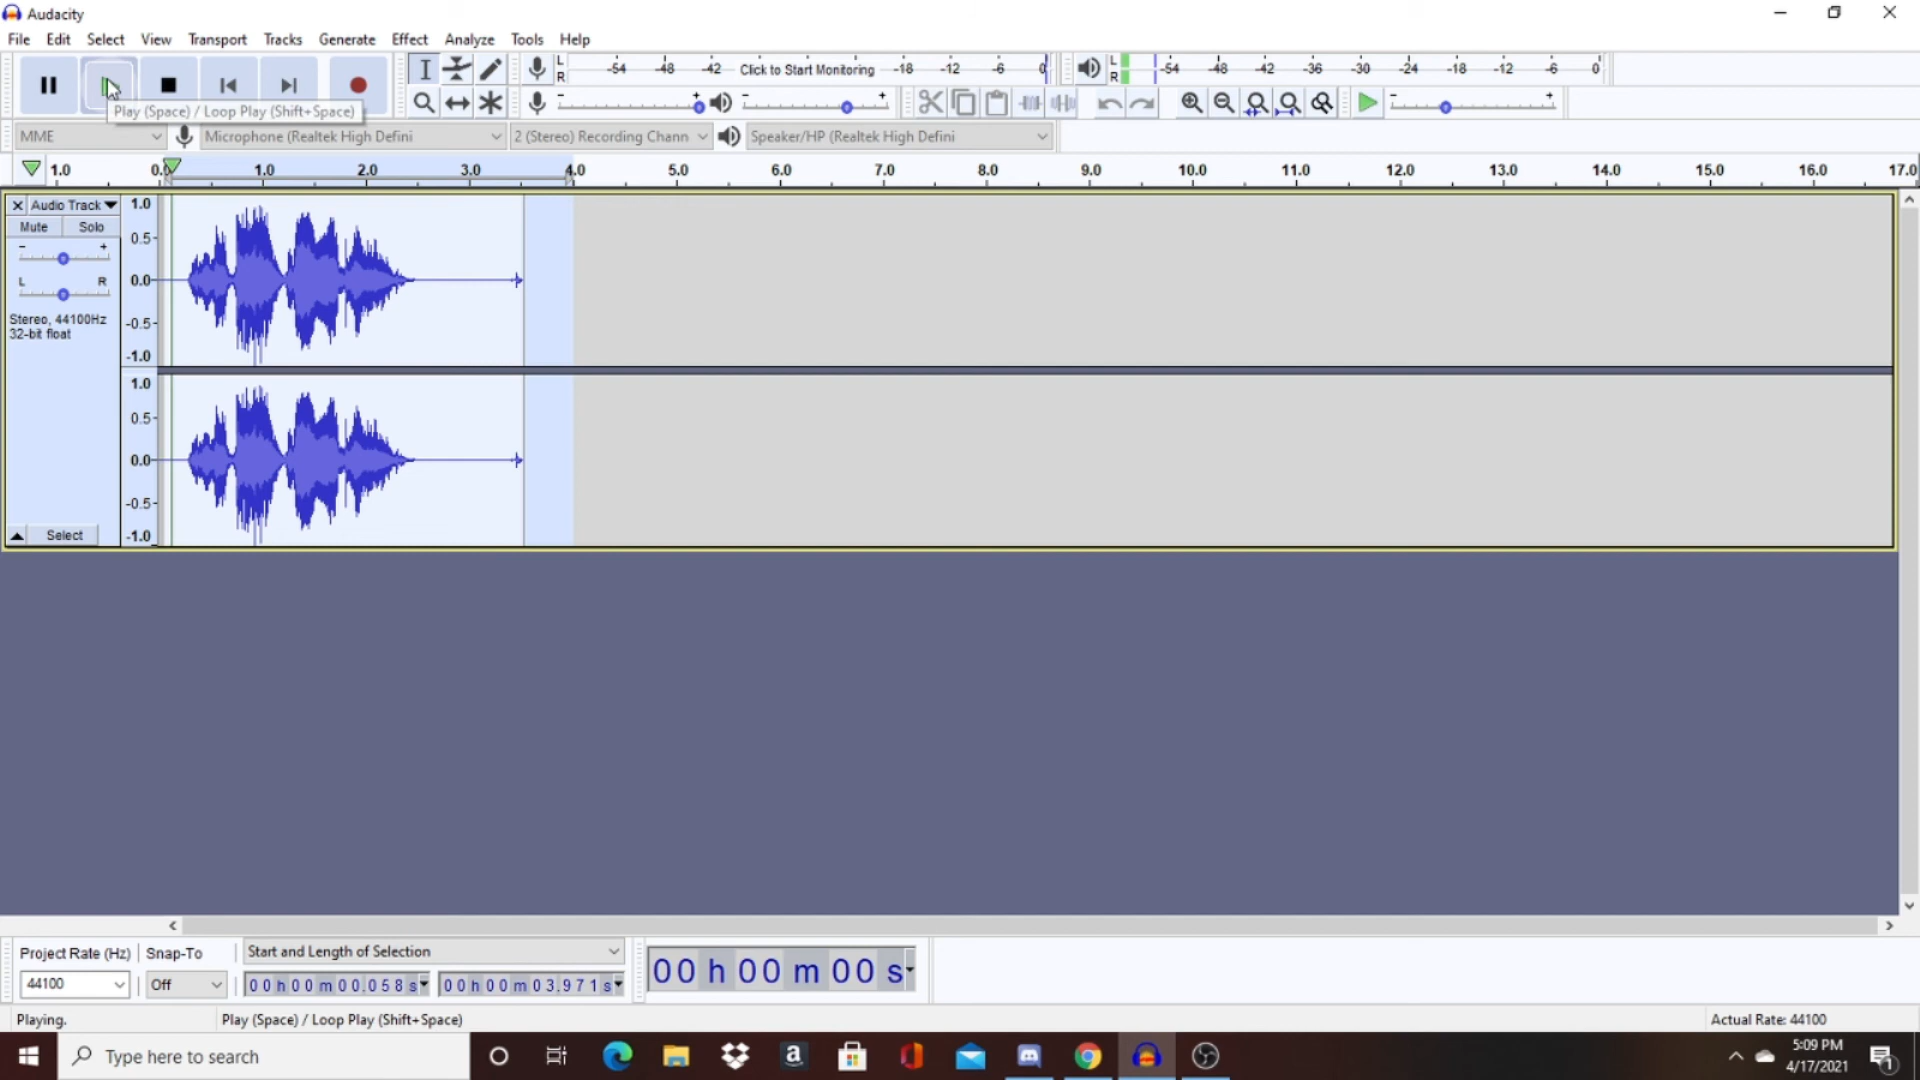 Audacity
File Edit Select View Transport Tracks Generate Effect Analyze Tools Help
L R -54 -48 -42 Click to Start Monitoring -18 -12 -6 0 L R -54 -48 -42 -36 -30 -24 -18 -12 -6 0
Play (Space) / Loop Play (Shift+Space)
- + - + - +
MME Microphone (Realtek High Defini 2 (Stereo) Recording Chann Speaker/HP (Realtek High Defini
1.0 0.0 1.0 2.0 3.0 4.0 5.0 6.0 7.0 8.0 9.0 10.0 11.0 12.0 13.0 14.0 15.0 16.0 17.0
X Audio Track 1.0
Mute Solo
- + 0.5-
L R 0.0-
Stereo, 44100Hz -0.5-
32-bit float
-1.0
1.0
0.5-
0.0-
-0.5-
Select -1.0
Project Rate (Hz) Snap-To Start and Length of Selection
44100 Off 00 h 00 m 00.058 s 00 h 00 m 03.971 s 00 h 00 m 00 s
Playing. Play (Space) / Loop Play (Shift+Space) Actual Rate: 44100
Type here to search a 5:09 PM
4/17/2021 1